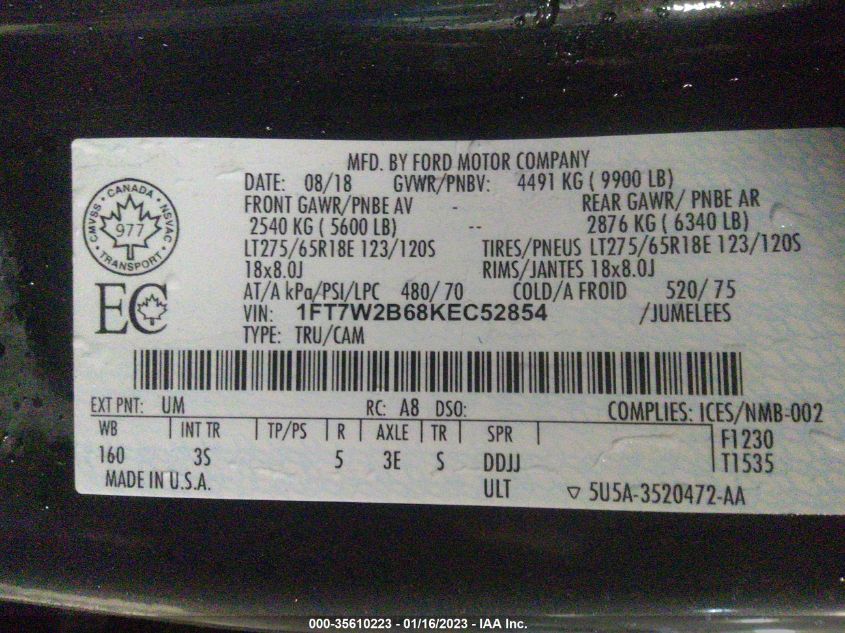 MFD. BY FORD MOTOR COMPANY
DATE: 08/18 GVWR/PNBV: 4491 KG ( 9900 LB)
FRONT GAWR/PNBE AV - REAR GAWR/ PNBE AR
2540 KG ( 5600 LB) -- 2876 KG ( 6340 LB)
LT275/65R18E 123/120S TIRES/PNEUS LT275/65R18E 123/120S
18x8.0J RIMS/JANTES 18x8.0J
AT/A kPa/PSI/LPC 480/70 COLD/A FROID 520/75
VIN: 1FT7W2B68KEC52854 /JUMELEES
TYPE: TRU/CAM
CANADA
CMVSS NSVAC
977
TRANSPORT
EC
EXT PNT: UM RC: A8 DSO: COMPLIES: ICES/NMB-002
WB INT TR TP/PS R AXLE TR SPR F1230
160 3S 5 3E S DDJJ T1535
MADE IN U.S.A. ULT 5U5A-3520472-AA
000-35610223 - 01/16/2023 - IAA Inc.